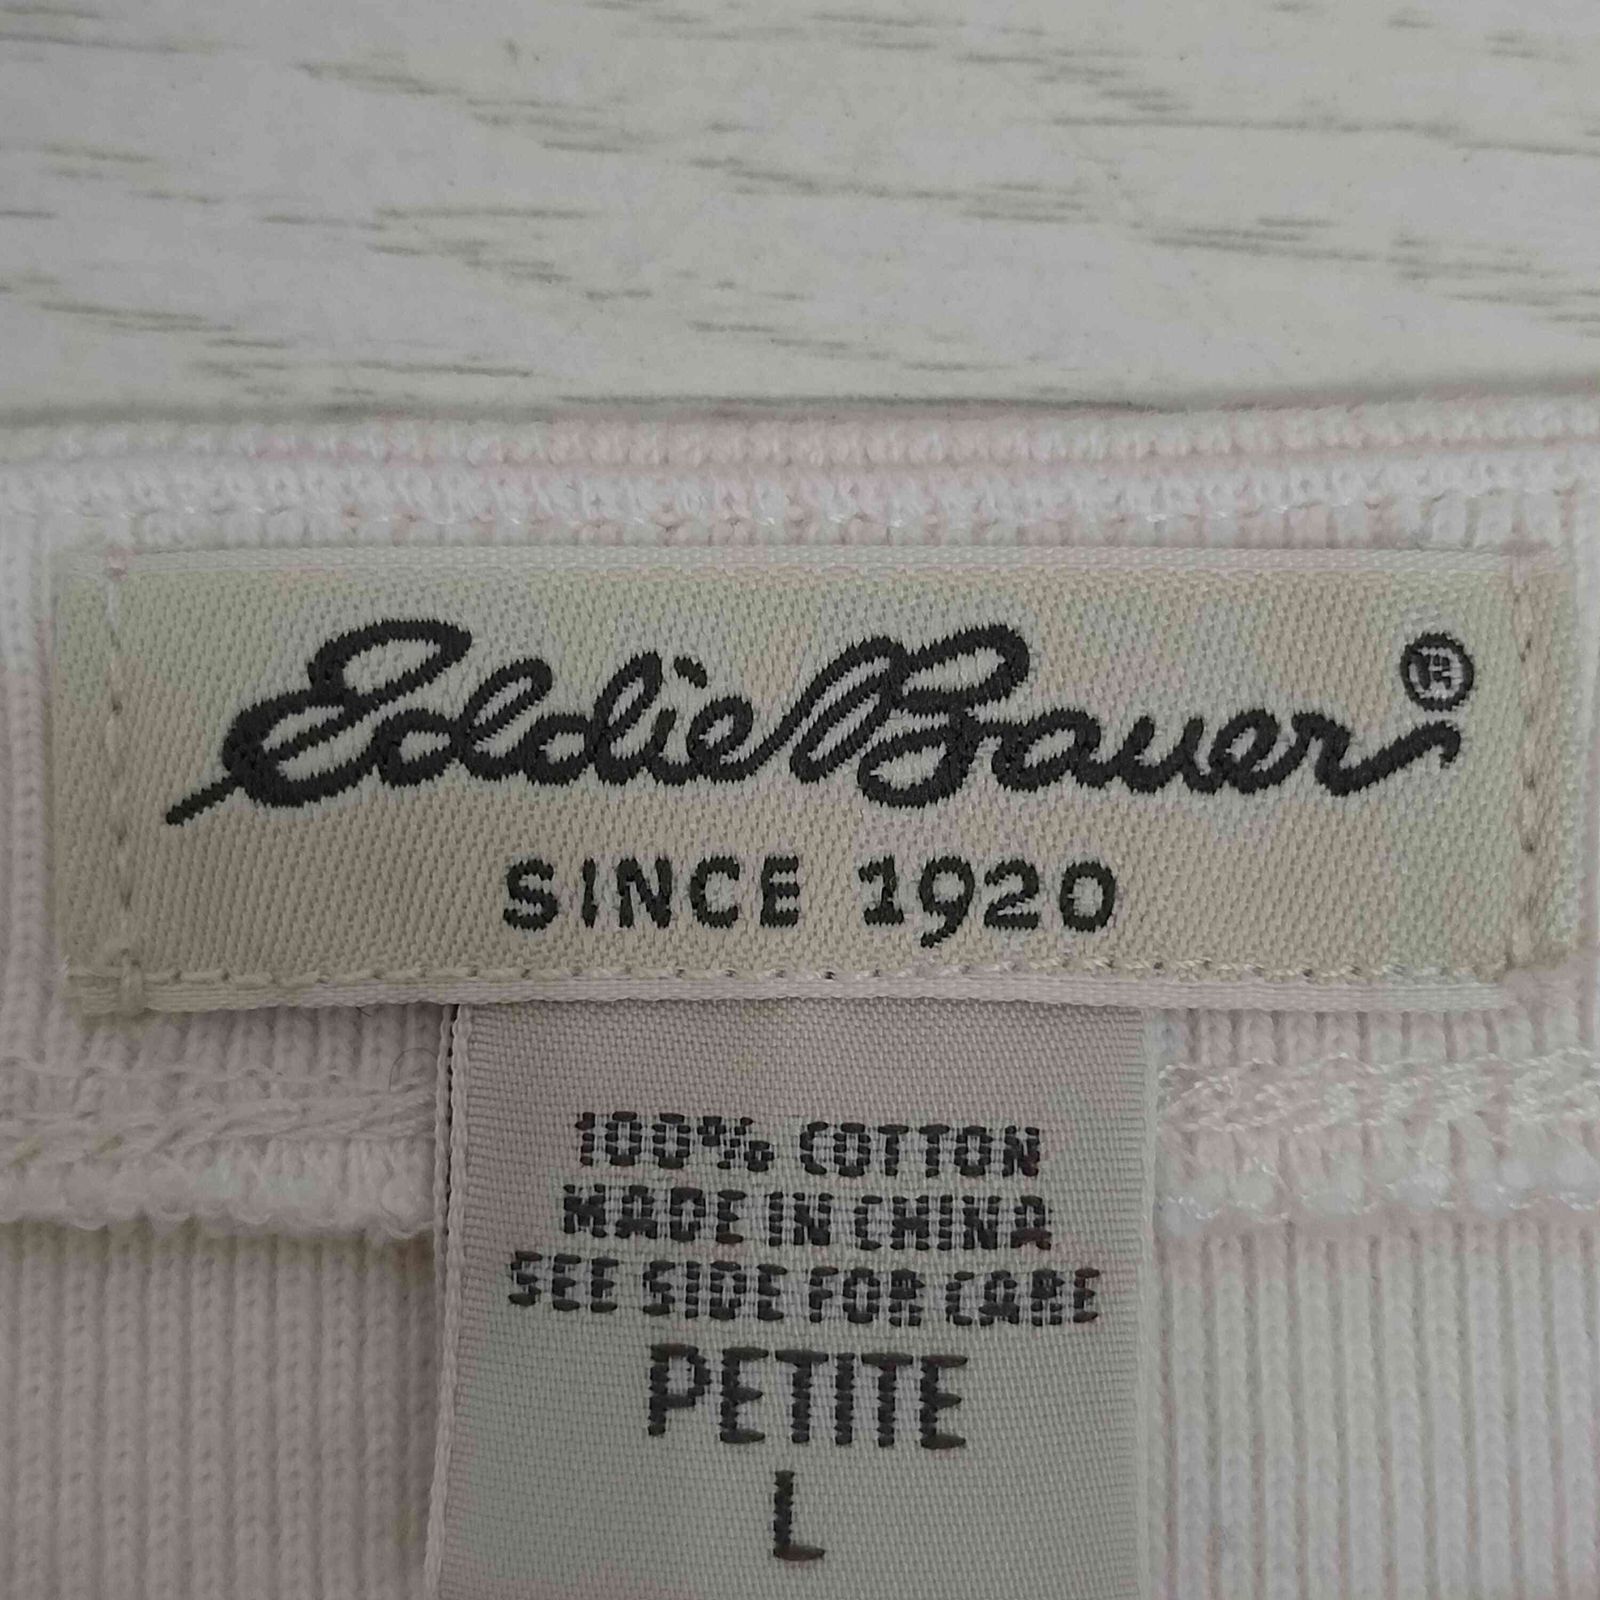 Eddie Bauer®
SINCE 1920
100% COTTON
MADE IN CHINA
SEE SIDE FOR CARE
PETITE
L